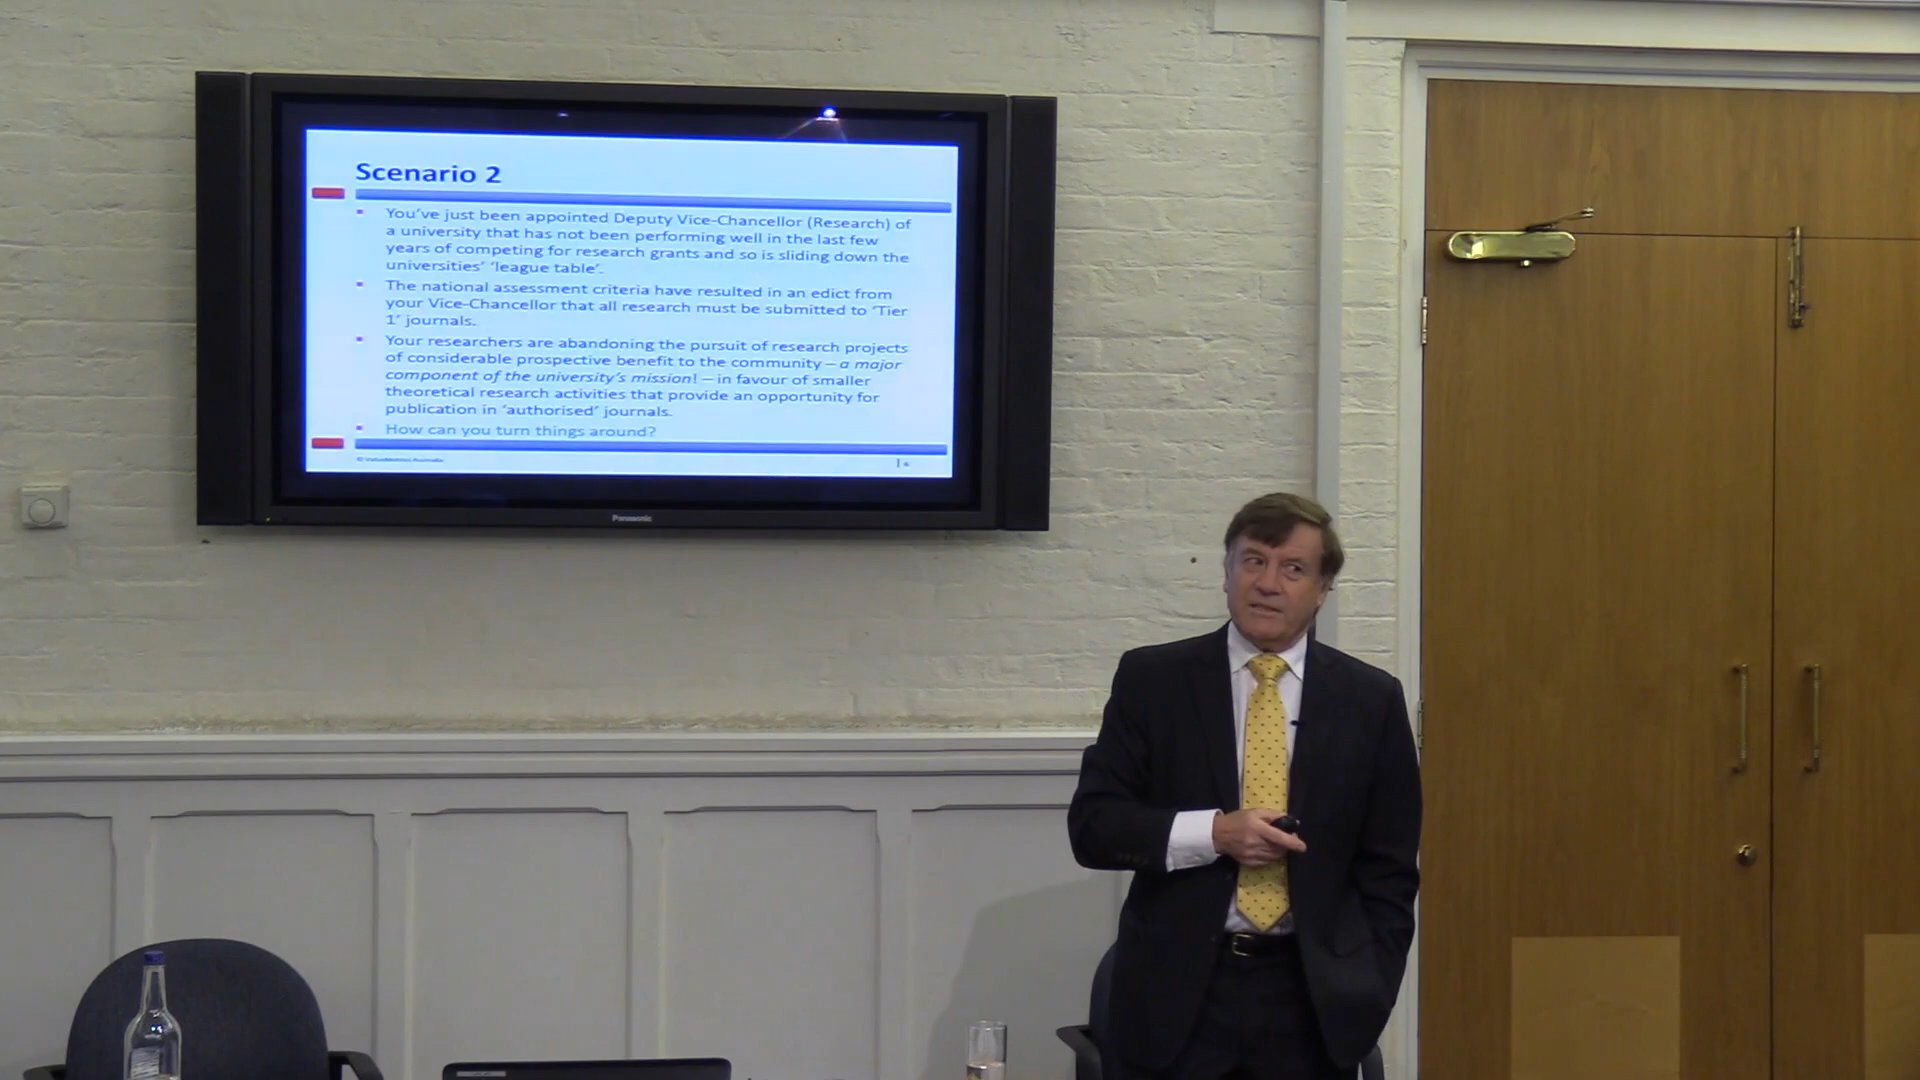 Scenario 2
You've just been appointed Deputy Vice-Chancellor (Research) of
a university that has not been performing well in the last few
years of competing for research grants and so is sliding down the
universities' 'league table'.
The national assessment criteria have resulted in an edict from
your Vice-Chancellor that all research must be submitted to 'Tier
1' journals.
Your researchers are abandoning the pursuit of research projects
of considerable prospective benefit to the community – a major
component of the university's mission! – in favour of smaller
theoretical research activities that provide an opportunity for
publication in 'authorised' journals.
How can you turn things around?
© ValueMetrics Australia
| 6
Panasonic